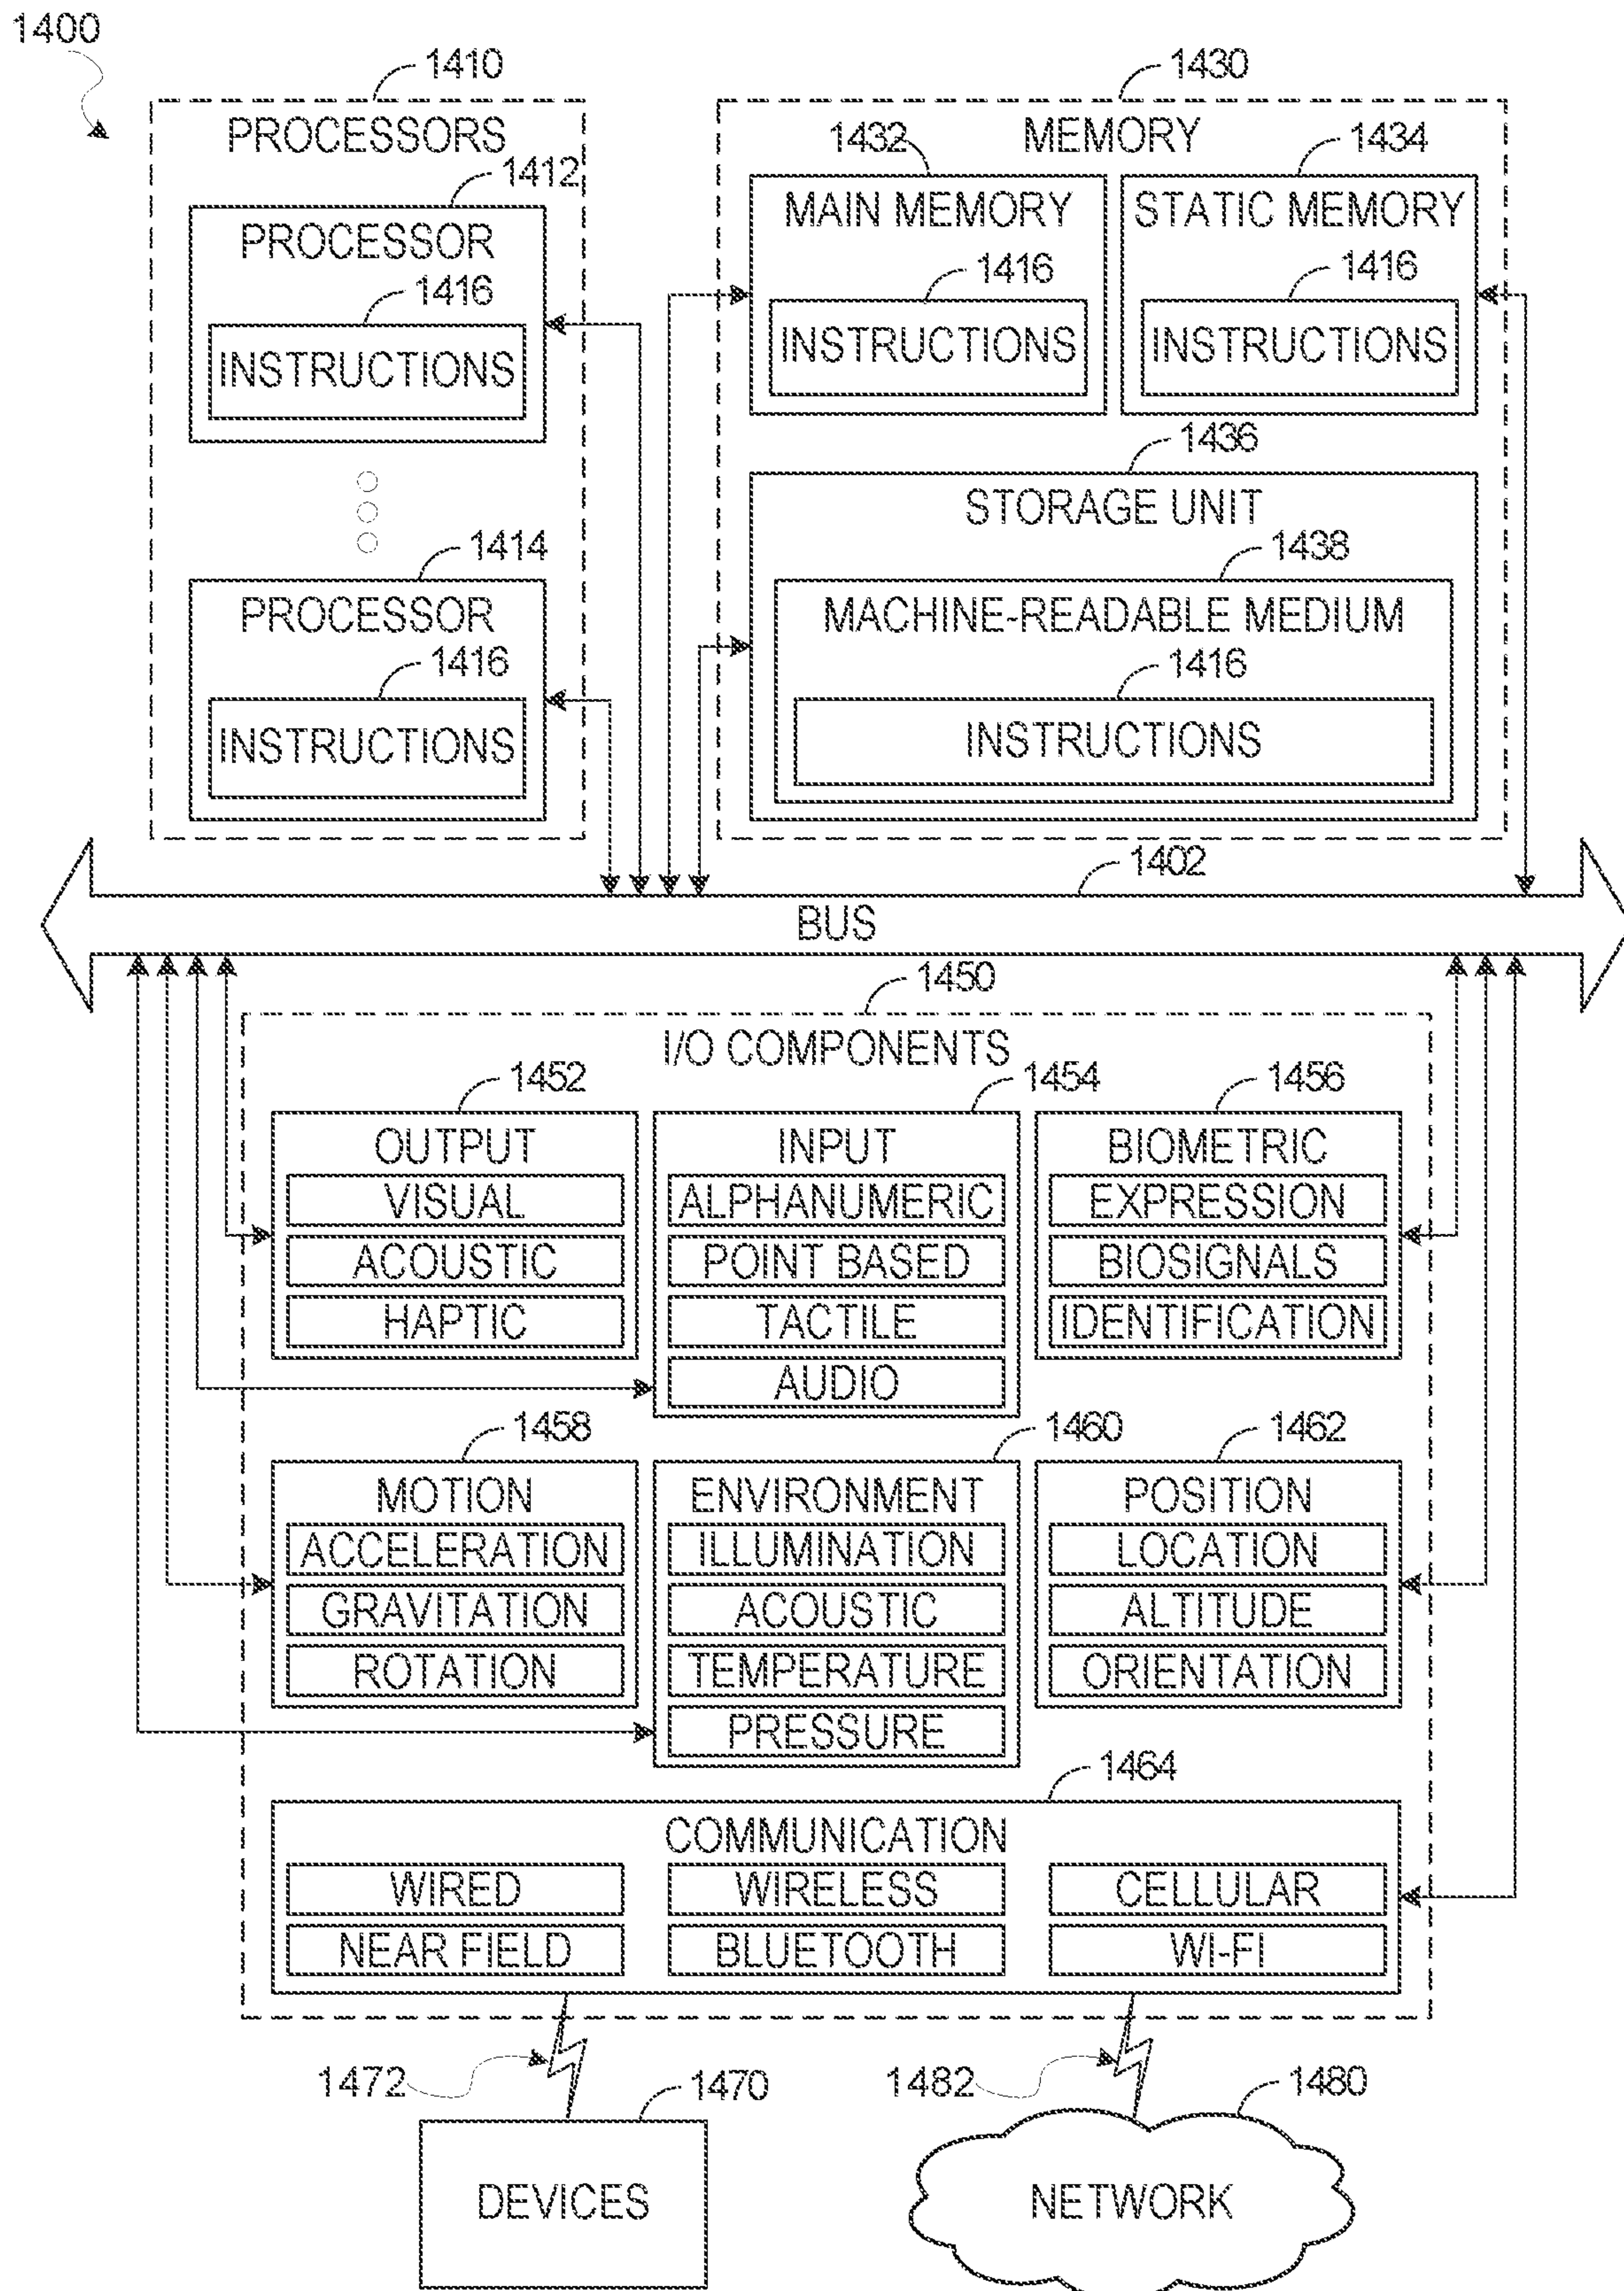 1400
1410
PROCESSORS
1412
PROCESSOR
1416
INSTRUCTIONS
1414
PROCESSOR
1416
INSTRUCTIONS
1430
MEMORY
1432
MAIN MEMORY
1416
INSTRUCTIONS
1434
STATIC MEMORY
1416
INSTRUCTIONS
1436
STORAGE UNIT
1438
MACHINE-READABLE MEDIUM
1416
INSTRUCTIONS
1402
BUS
1450
I/O COMPONENTS
1452
OUTPUT
VISUAL
ACOUSTIC
HAPTIC
1454
INPUT
ALPHANUMERIC
POINT BASED
TACTILE
AUDIO
1456
BIOMETRIC
EXPRESSION
BIOSIGNALS
IDENTIFICATION
1458
MOTION
ACCELERATION
GRAVITATION
ROTATION
1460
ENVIRONMENT
ILLUMINATION
ACOUSTIC
TEMPERATURE
PRESSURE
1462
POSITION
LOCATION
ALTITUDE
ORIENTATION
1464
COMMUNICATION
WIRED
WIRELESS
CELLULAR
NEAR FIELD
BLUETOOTH
WI-FI
1472
1470
DEVICES
1482
1480
NETWORK